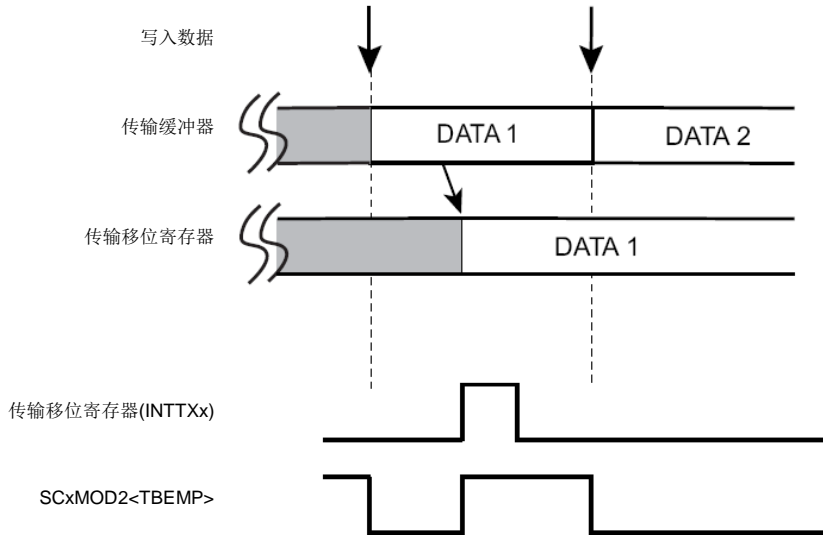 写入数据
传输缓冲器
DATA 1
DATA 2
传输移位寄存器
DATA 1
传输移位寄存器(INTTXx)
SCxMOD2<TBEMP>